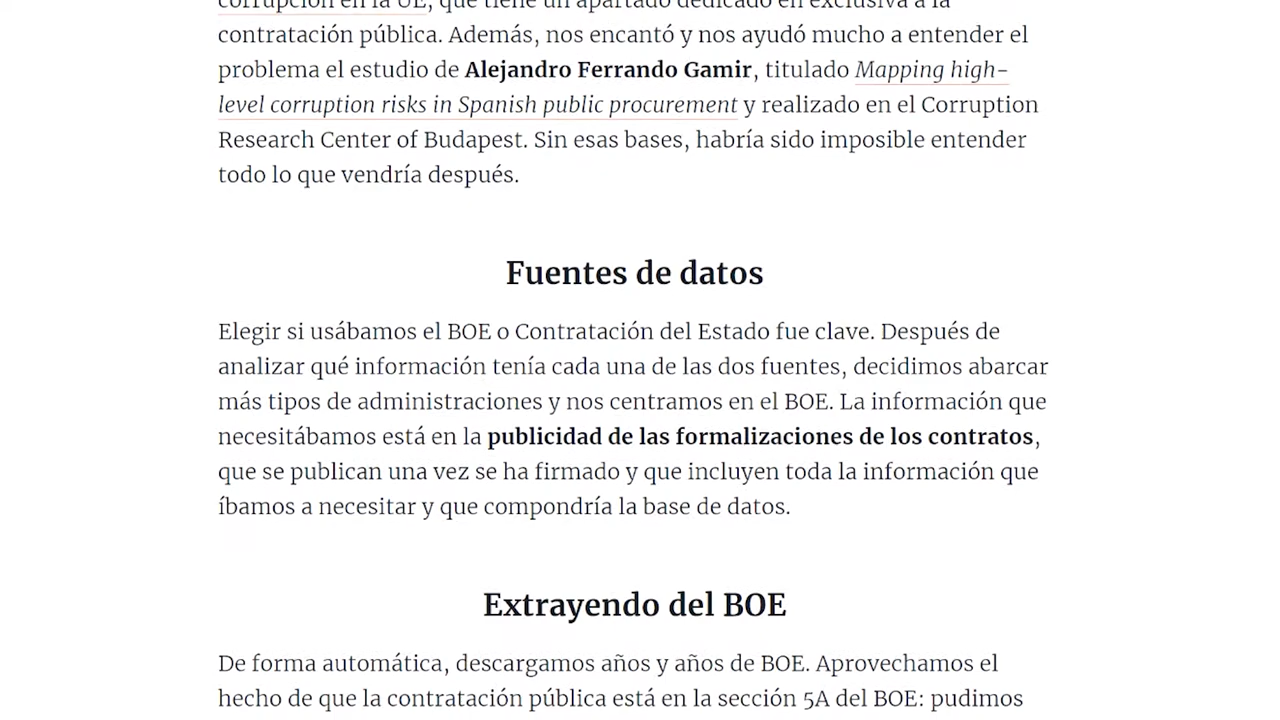 corrupción en la UE, que tiene un apartado dedicado en exclusiva a la
contratación pública. Además, nos encantó y nos ayudó mucho a entender el
problema el estudio de Alejandro Ferrando Gamir, titulado Mapping high-
level corruption risks in Spanish public procurement y realizado en el Corruption
Research Center of Budapest. Sin esas bases, habría sido imposible entender
todo lo que vendría después.
Fuentes de datos
Elegir si usábamos el BOE o Contratación del Estado fue clave. Después de
analizar qué información tenía cada una de las dos fuentes, decidimos abarcar
más tipos de administraciones y nos centramos en el BOE. La información que
necesitábamos está en la publicidad de las formalizaciones de los contratos,
que se publican una vez se ha firmado y que incluyen toda la información que
íbamos a necesitar y que compondría la base de datos.
Extrayendo del BOE
De forma automática, descargamos años y años de BOE. Aprovechamos el
hecho de que la contratación pública está en la sección 5A del BOE: pudimos